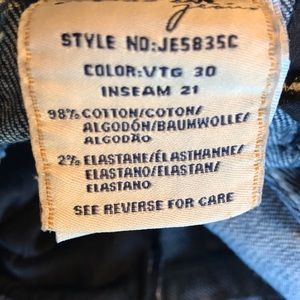 STYLE NO:JE5835C
COLOR:VTG 30
INSEAM 21
98% COTTON/COTON/
ALGODÓN/BAUMWOLLE/
ALGODÃO
2% ELASTANE/ÉLASTHANNE/
ELASTANO/ELASTAN/
ELASTANO
SEE REVERSE FOR CARE